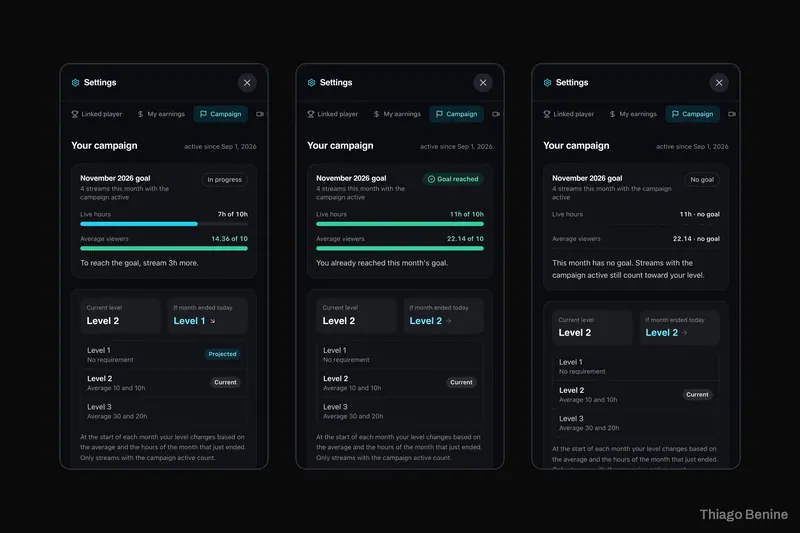 Settings
Linked player
My earnings
Campaign
Your campaign
active since Sep 1, 2026
November 2026 goal
In progress
4 streams this month with the
campaign active
Live hours
7h of 10h
Average viewers
14.36 of 10
To reach the goal, stream 3h more.
Current level
Level 2
If month ended today
Level 1
Level 1
No requirement
Projected
Level 2
Average 10 and 10h
Current
Level 3
Average 30 and 20h
At the start of each month your level changes based on
the average and the hours of the month that just ended.
Only streams with the campaign active count.
Settings
Linked player
My earnings
Campaign
Your campaign
active since Sep 1, 2026
November 2026 goal
Goal reached
4 streams this month with the
campaign active
Live hours
11h of 10h
Average viewers
22.14 of 10
You already reached this month's goal.
Current level
Level 2
If month ended today
Level 2
Level 1
No requirement
Level 2
Average 10 and 10h
Current
Level 3
Average 30 and 20h
At the start of each month your level changes based on
the average and the hours of the month that just ended.
Only streams with the campaign active count.
Settings
Linked player
My earnings
Campaign
Your campaign
active since Sep 1, 2026
November 2026 goal
No goal
4 streams this month with the campaign
active
Live hours
11h · no goal
Average viewers
22.14 · no goal
This month has no goal. Streams with the
campaign active still count toward your level.
Current level
Level 2
If month ended today
Level 2
Level 1
No requirement
Level 2
Average 10 and 10h
Current
Level 3
Average 30 and 20h
At the start of each month your level changes based on
the average and the hours of the month that just ended.
Only streams with the campaign active count.
Thiago Benine